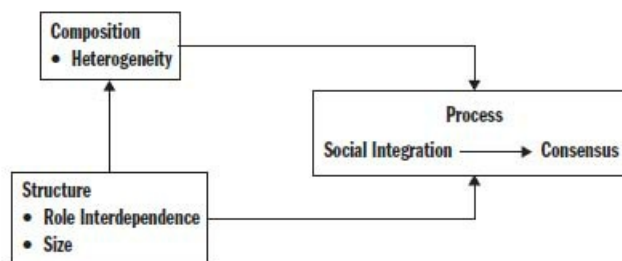 Composition
• Heterogeneity
Process
Social Integration Consensus
Structure
• Role Interdependence
• Size